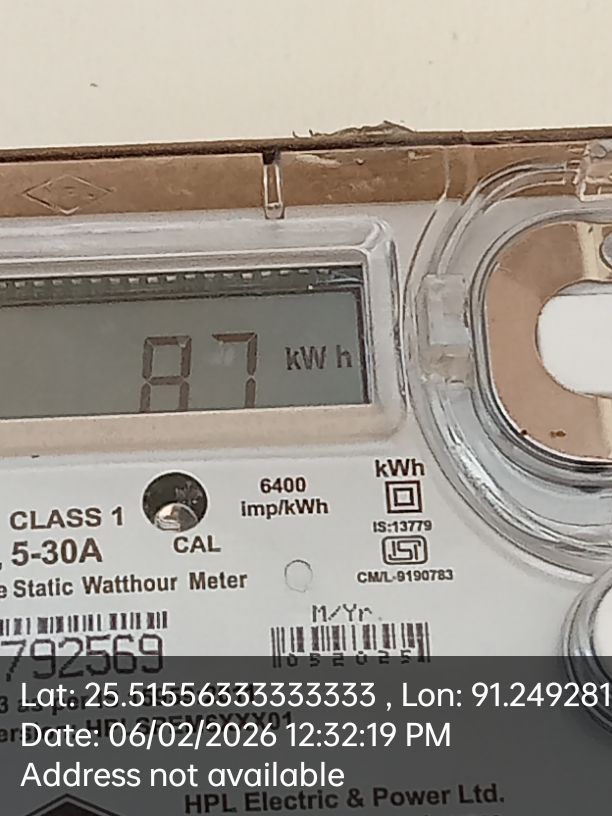 87 kWh
kWh
6400
imp/kWh
CLASS 1
5-30A
CAL
IS:13779
CM/L-9190783
Static Watthour Meter
M/Yr.
792569
052025
Lat: 25.51556333333333 , Lon: 91.249281
Date: 06/02/2026 12:32:19 PM
Address not available
HPL Electric & Power Ltd.